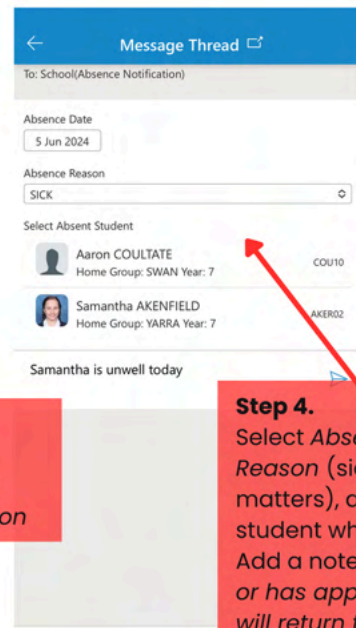 Message Thread
To: School(Absence Notification)
Absence Date
5 Jun 2024
Absence Reason
SICK
Select Absent Student
Aaron COULTATE
Home Group: SWAN Year: 7
COU10
Samantha AKENFIELD
Home Group: YARRA Year: 7
AKER02
Samantha is unwell today
on
Step 4.
Select
Reason
matters),
student
Add a note
or has
will return